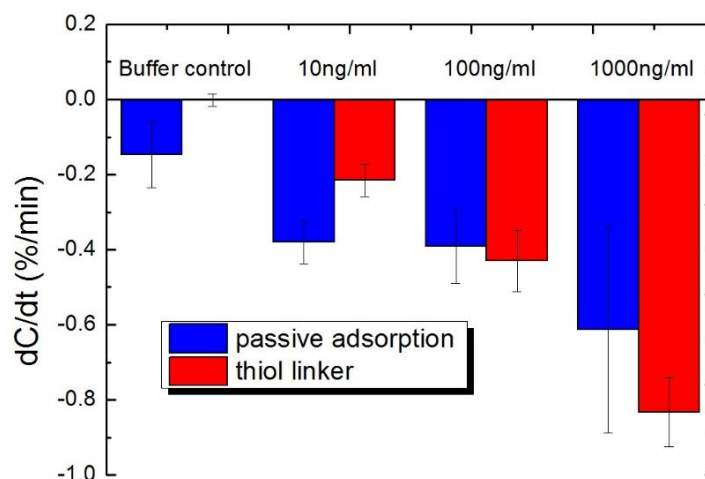 0.2
Buffer control 10ng/ml 100ng/ml 1000ng/ml
0.0
-0.2
-0.4
-0.6
-0.8
-1.0
dC/dt (%/min)
passive adsorption
thiol linker